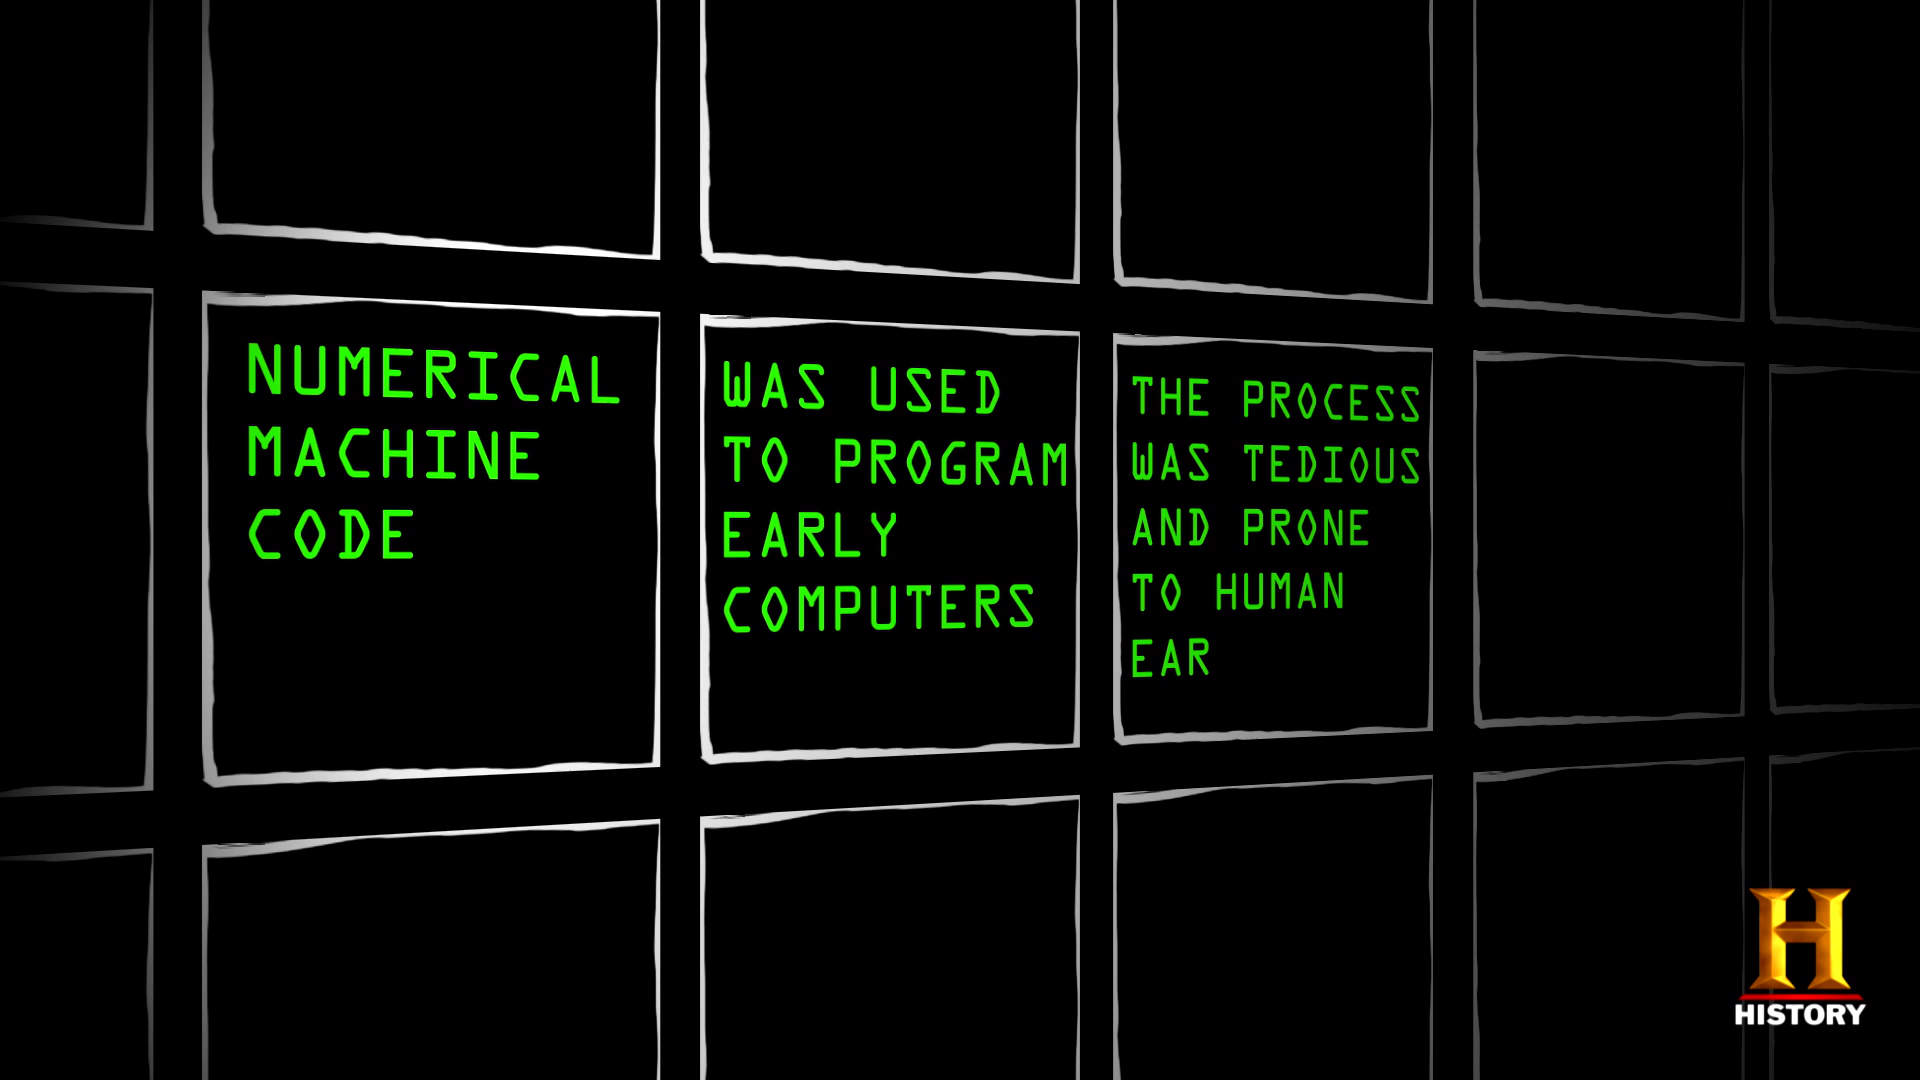 NUMERICAL
MACHINE
CODE
WAS USED
TO PROGRAM
EARLY
COMPUTERS
THE PROCESS
WAS TEDIOUS
AND PRONE
TO HUMAN
EAR
H
HISTORY